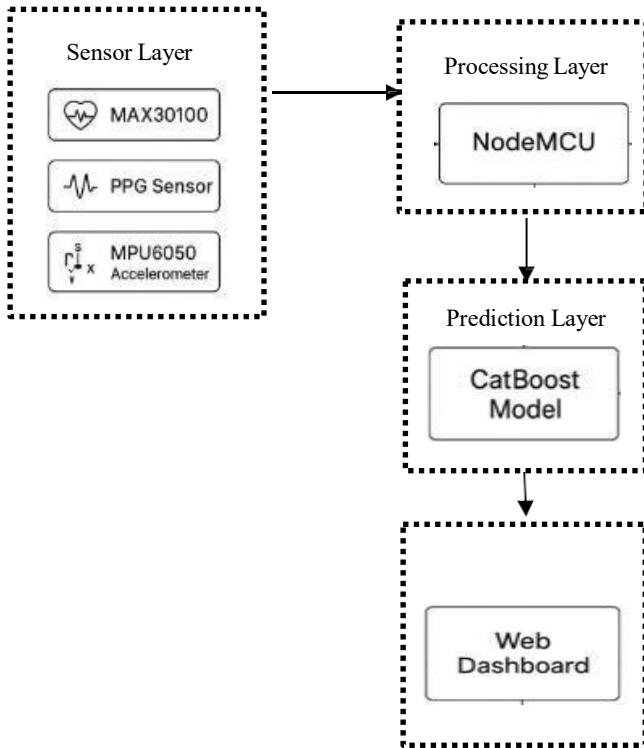 Sensor Layer
MAX30100
PPG Sensor
MPU6050
Accelerometer
Processing Layer
NodeMCU
Prediction Layer
CatBoost
Model
Web
Dashboard